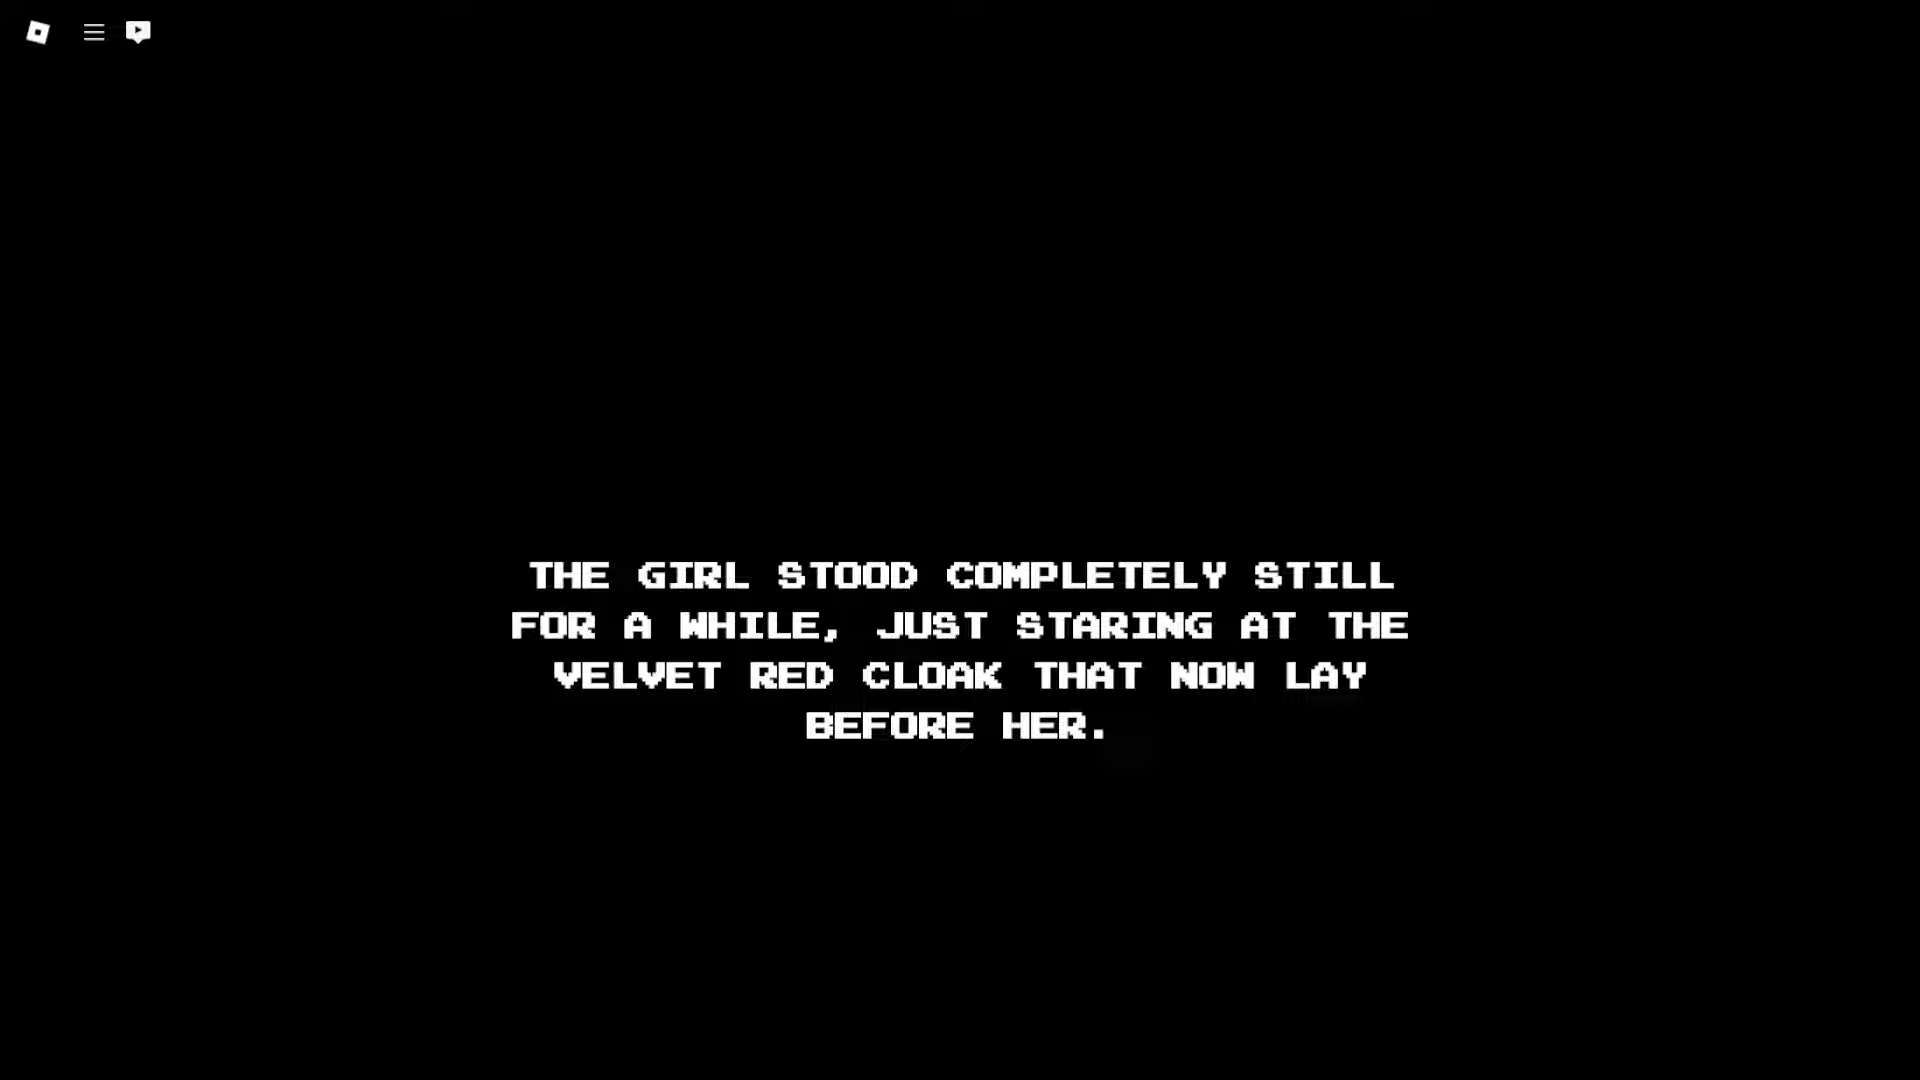 THE GIRL STOOD COMPLETELY STILL
FOR A WHILE, JUST STARING AT THE
VELVET RED CLOAK THAT NOW LAY
BEFORE HER.